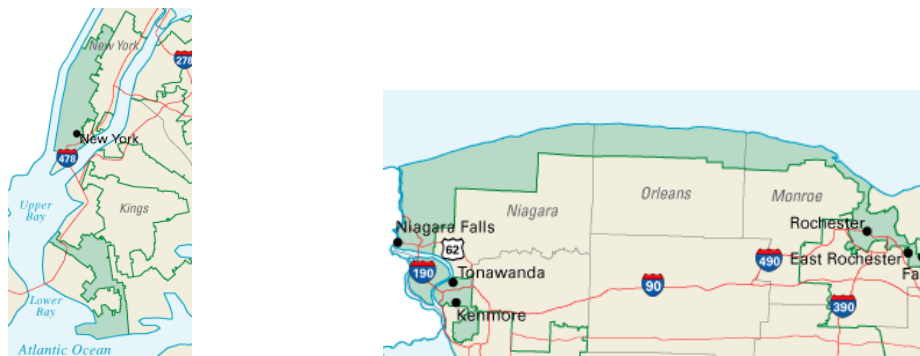 New York
278
New York
478
Upper
Bay
Kings
Lower
Bay
Atlantic Ocean
Niagara
Orleans
Monroe
Niagara Falls
62
Rochester
190
Tonawanda
490
East Rochester
Fa
90
Kenmore
390